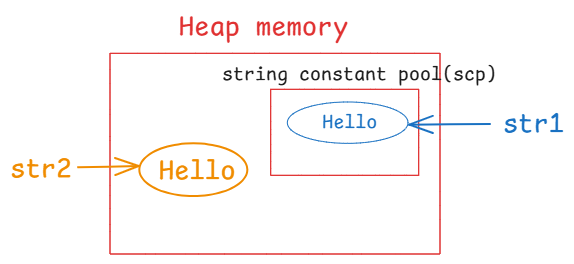 Heap memory
string constant pool(scp)
Hello
str1
str2
Hello